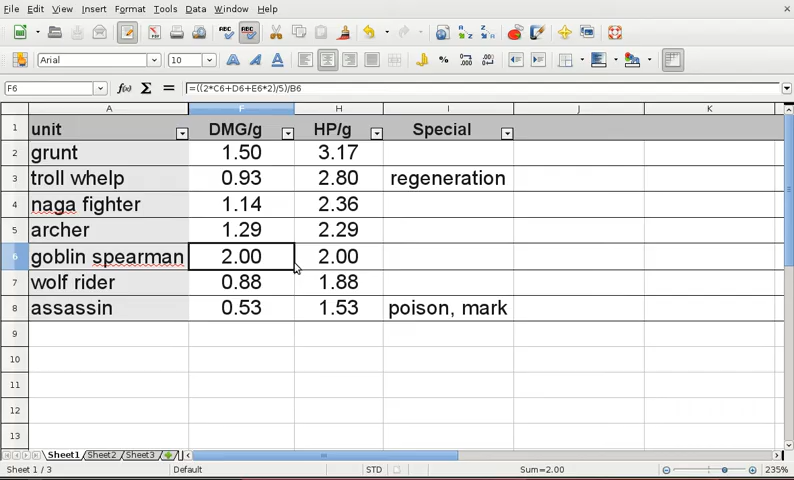 File Edit View Insert Format Tools Data Window Help
Arial 10
F6 =((2*C6+D6+E6*2)/5)/B6
A F H I J K
1 unit DMG/g HP/g Special
2 grunt 1.50 3.17
3 troll whelp 0.93 2.80 regeneration
4 naga fighter 1.14 2.36
5 archer 1.29 2.29
6 goblin spearman 2.00 2.00
7 wolf rider 0.88 1.88
8 assassin 0.53 1.53 poison, mark
9
10
11
12
13
Sheet1 Sheet2 Sheet3
Sheet 1 / 3 Default STD Sum=2.00 235%